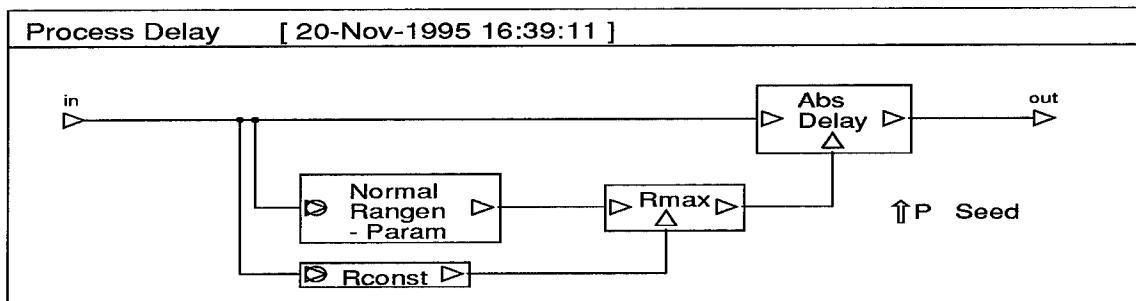 Process Delay [ 20-Nov-1995 16:39:11 ]
in
Abs
Delay
out
Normal
Rangen
- Param
Rmax
⇧P Seed
Rconst